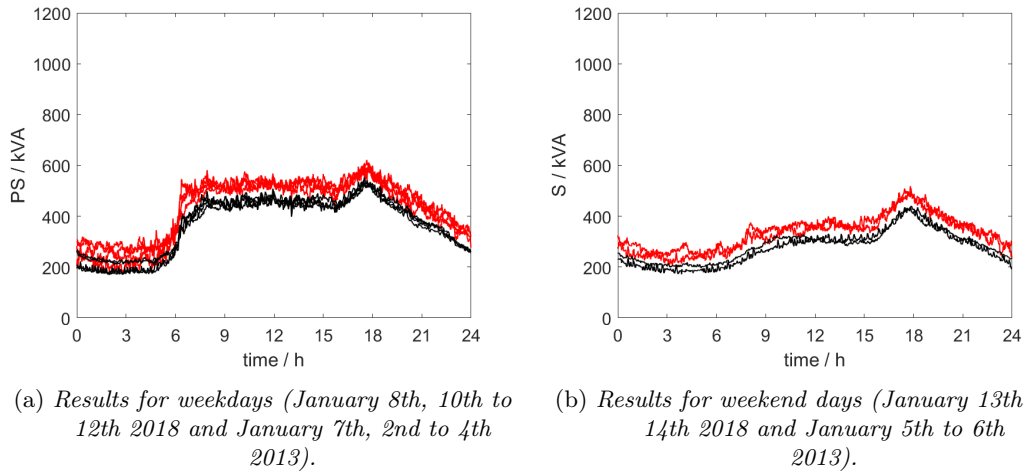 1200
1000
800
600
400
200
0
PS / kVA
0 3 6 9 12 15 18 21 24
time / h
(a) Results for weekdays (January 8th, 10th to
12th 2018 and January 7th, 2nd to 4th
2013).
1200
1000
800
600
400
200
0
S / kVA
0 3 6 9 12 15 18 21 24
time / h
(b) Results for weekend days (January 13th
14th 2018 and January 5th to 6th
2013).